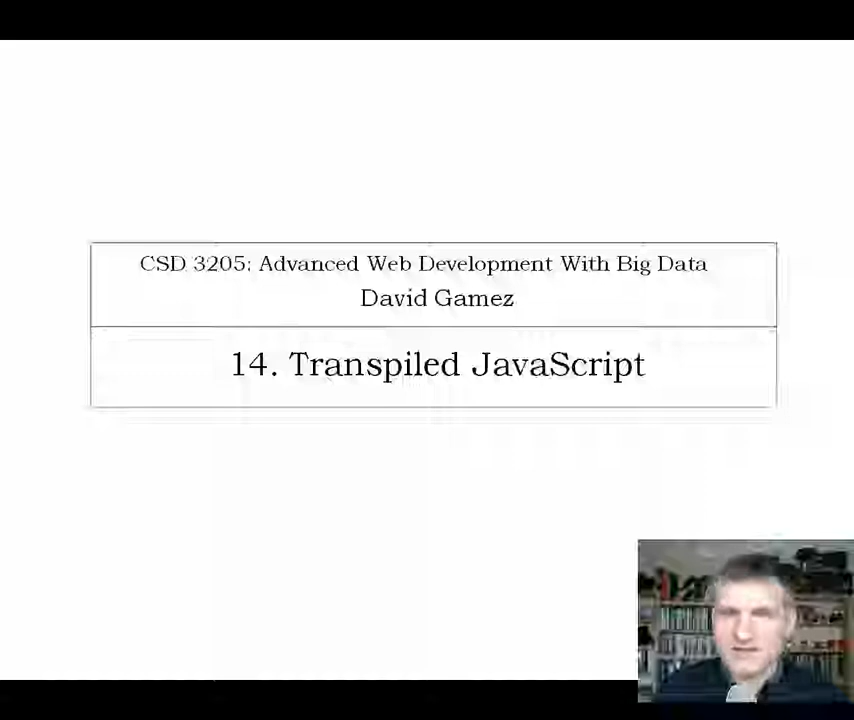 CSD 3205: Advanced Web Development With Big Data
David Gamez
14. Transpiled JavaScript